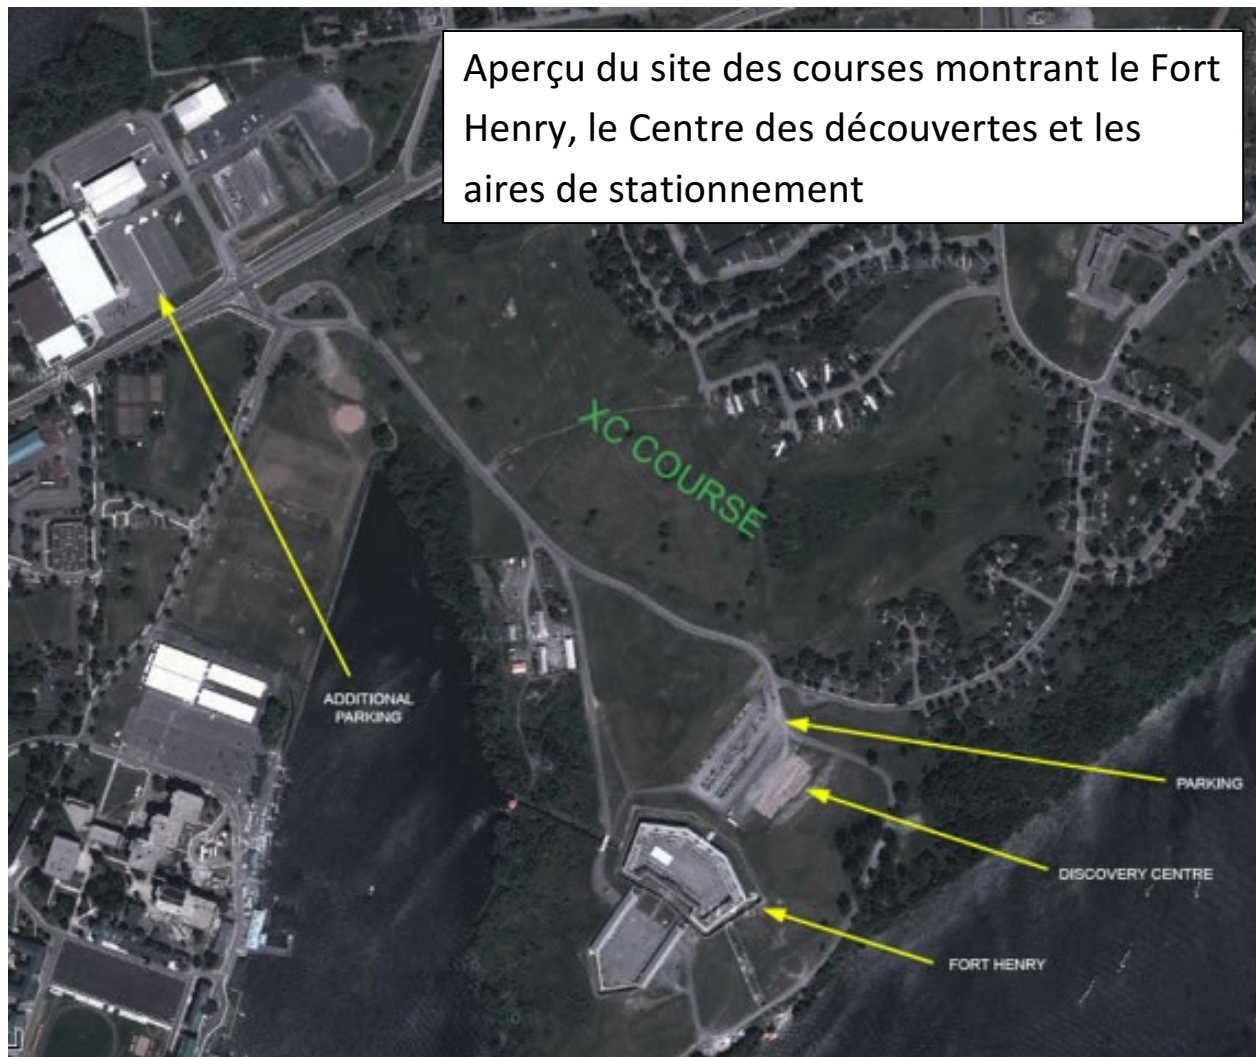 Aperçu du site des courses montrant le Fort
Henry, le Centre des découvertes et les
aires de stationnement
XC COURSE
ADDITIONAL
PARKING
PARKING
DISCOVERY CENTRE
FORT HENRY